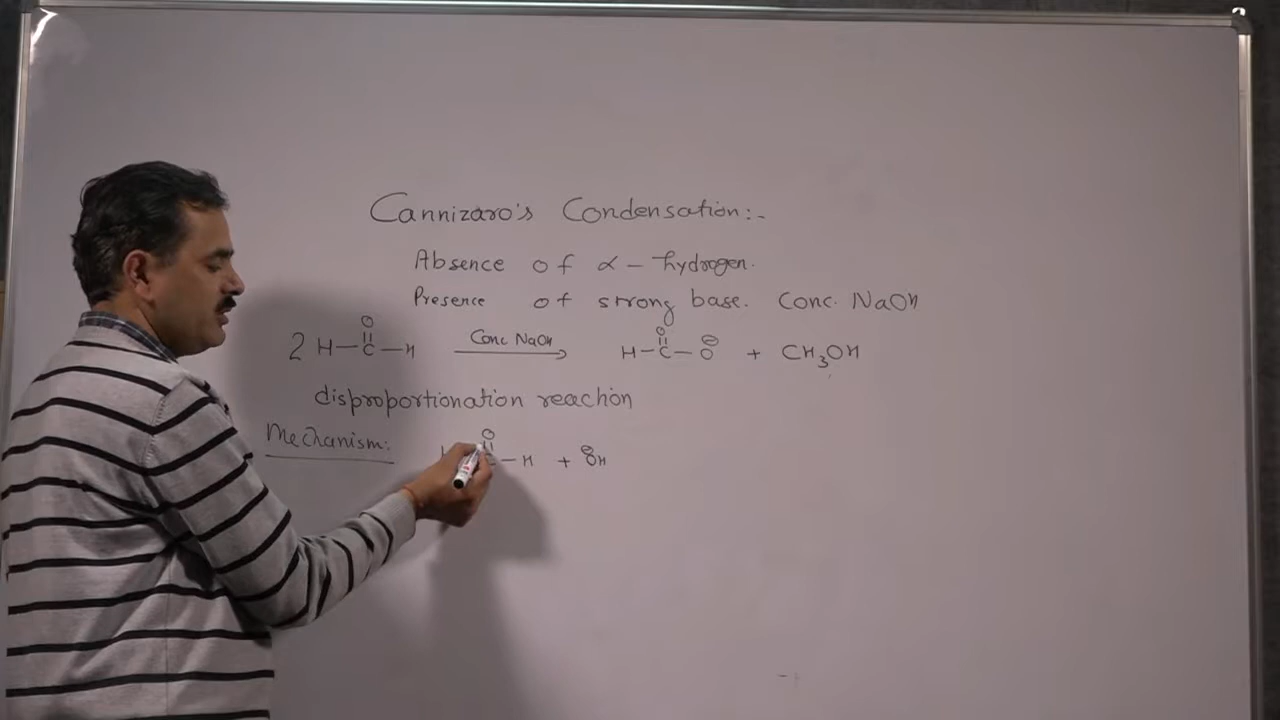 Cannizaro's Condensation:-
Absence of α - hydrogen.
Presence of strong base. Conc. NaOH
O O ⊖
2 H–C–H Conc NaOH → H–C–O + CH₃OH
disproportionation reaction
Mechanism: O ⊖
–H + OH